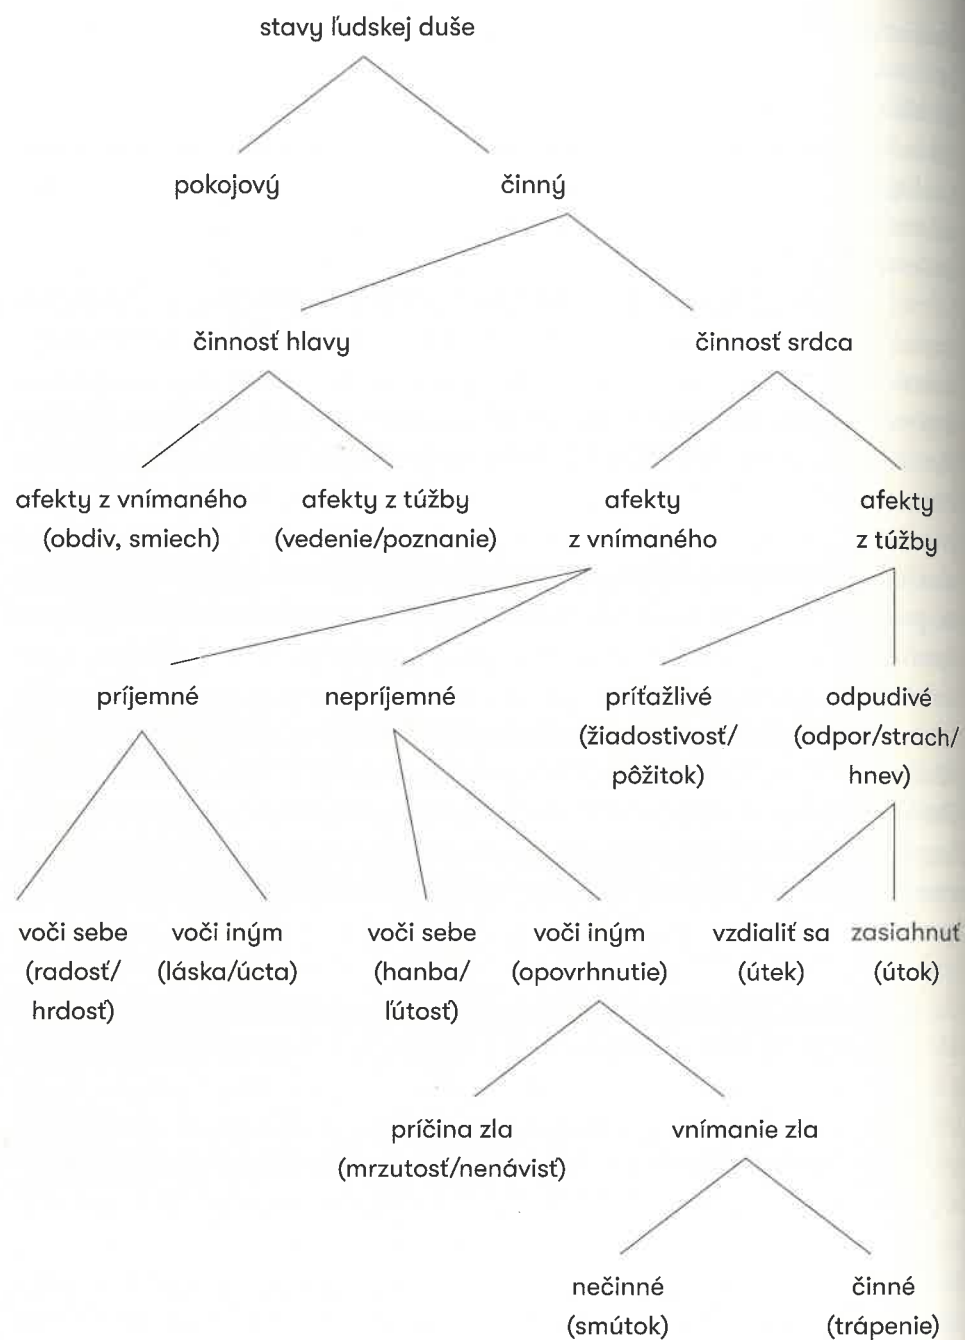 stavy ľudskej duše
pokojový
činný
činnosť hlavy
činnosť srdca
afekty z vnímaného
(obdiv, smiech)
afekty z túžby
(vedenie/poznanie)
afekty
z vnímaného
afekty
z túžby
príjemné
nepríjemné
príťažlivé
(žiadostivosť/
pôžitok)
odpudivé
(odpor/strach/
hnev)
voči sebe
(radosť/
hrdosť)
voči iným
(láska/úcta)
voči sebe
(hanba/
ľútosť)
voči iným
(opovrhnutie)
vzdialiť sa
(útek)
zasiahnuť
(útok)
príčina zla
(mrzutosť/nenávisť)
vnímanie zla
nečinné
(smútok)
činné
(trápenie)